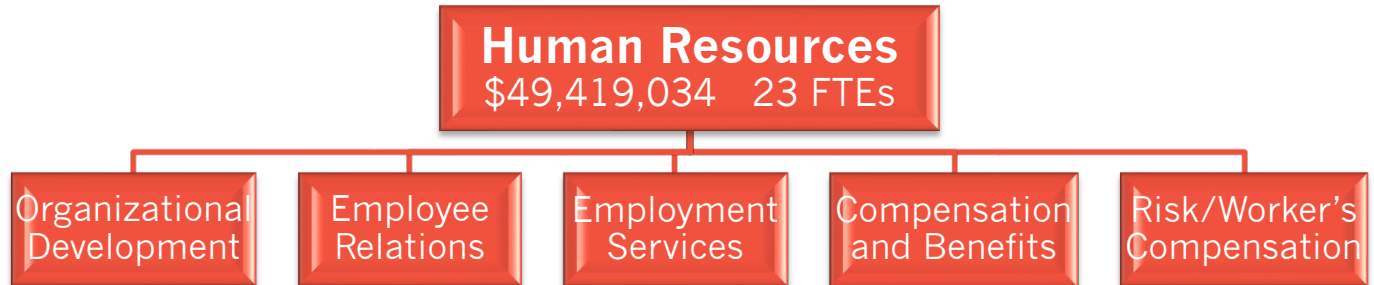 Human Resources
$49,419,034 23 FTEs
Organizational
Development
Employee
Relations
Employment
Services
Compensation
and Benefits
Risk/Worker’s
Compensation